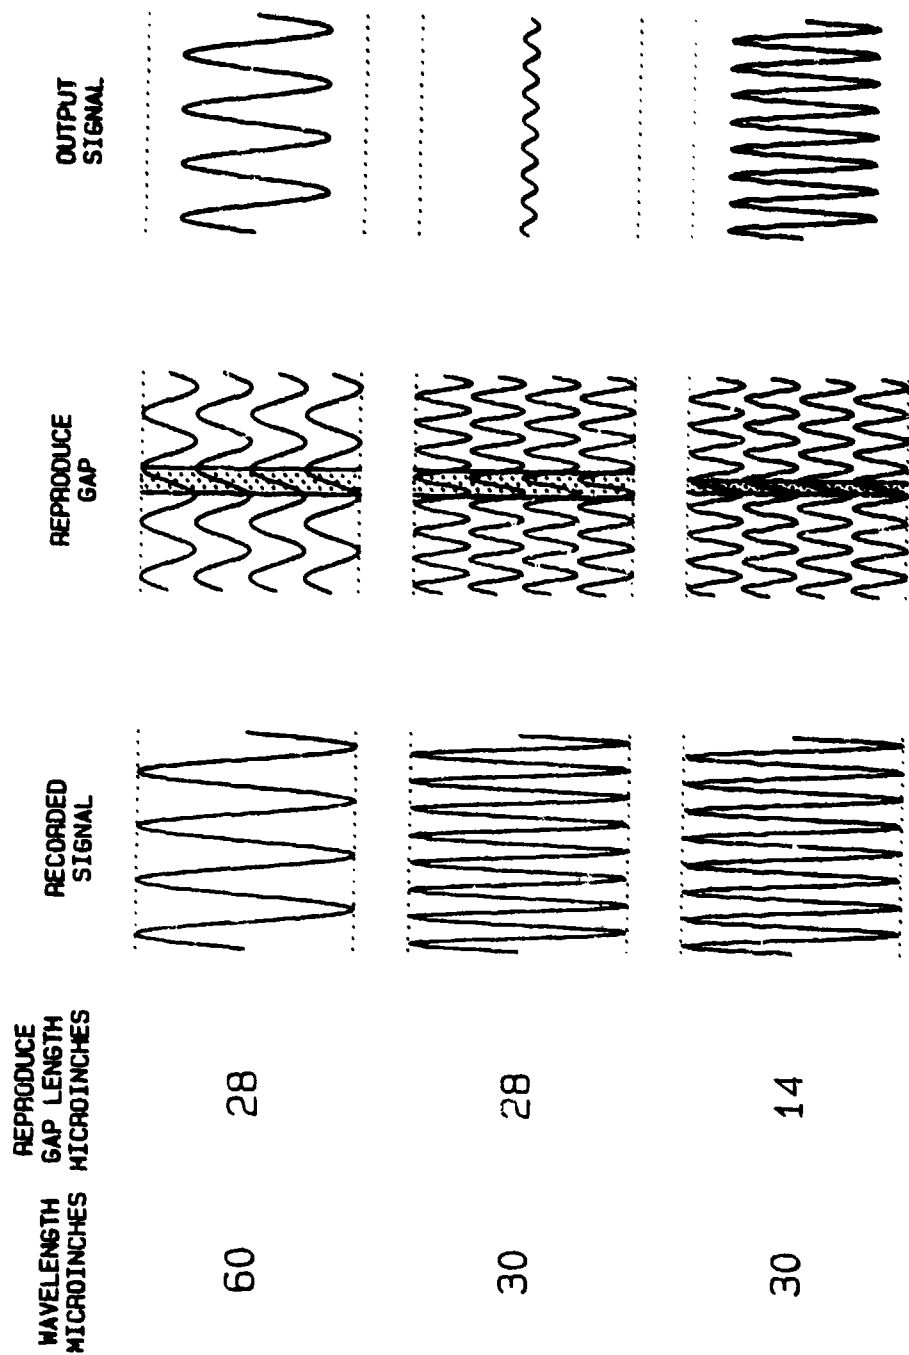 WAVELENGTH
MICROINCHES
REPRODUCE
GAP LENGTH
MICROINCHES
RECORDED
SIGNAL
REPRODUCE
GAP
OUTPUT
SIGNAL
60
28
30
28
30
14